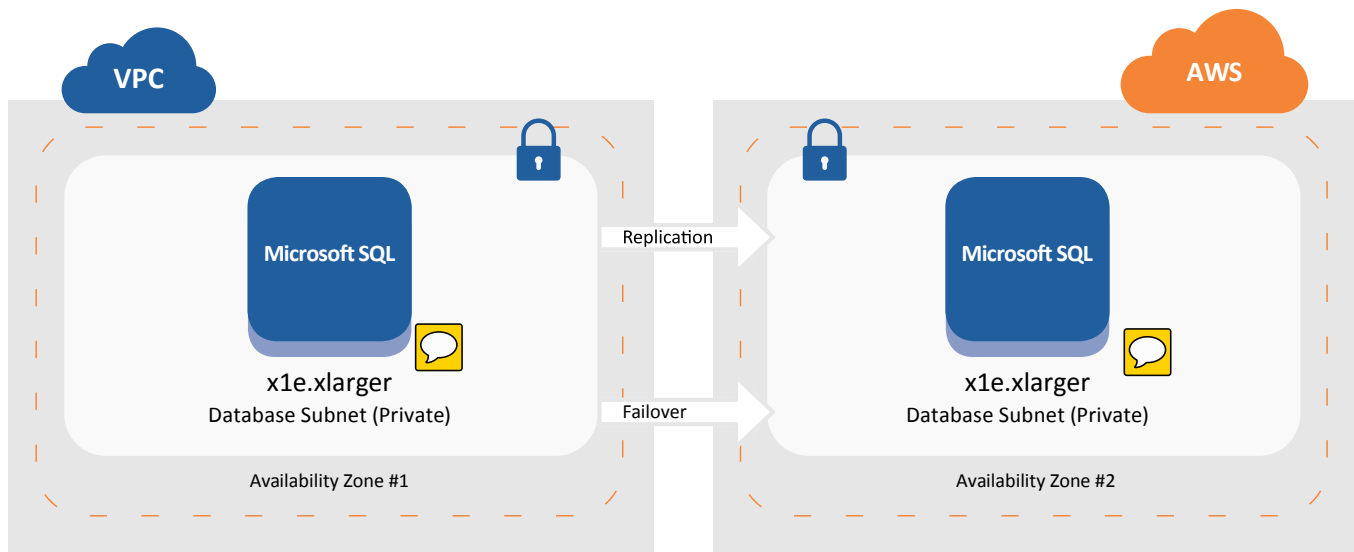 VPC
AWS
Microsoft SQL
x1e.xlarger
Database Subnet (Private)
Availability Zone #1
Replication
Failover
Microsoft SQL
x1e.xlarger
Database Subnet (Private)
Availability Zone #2